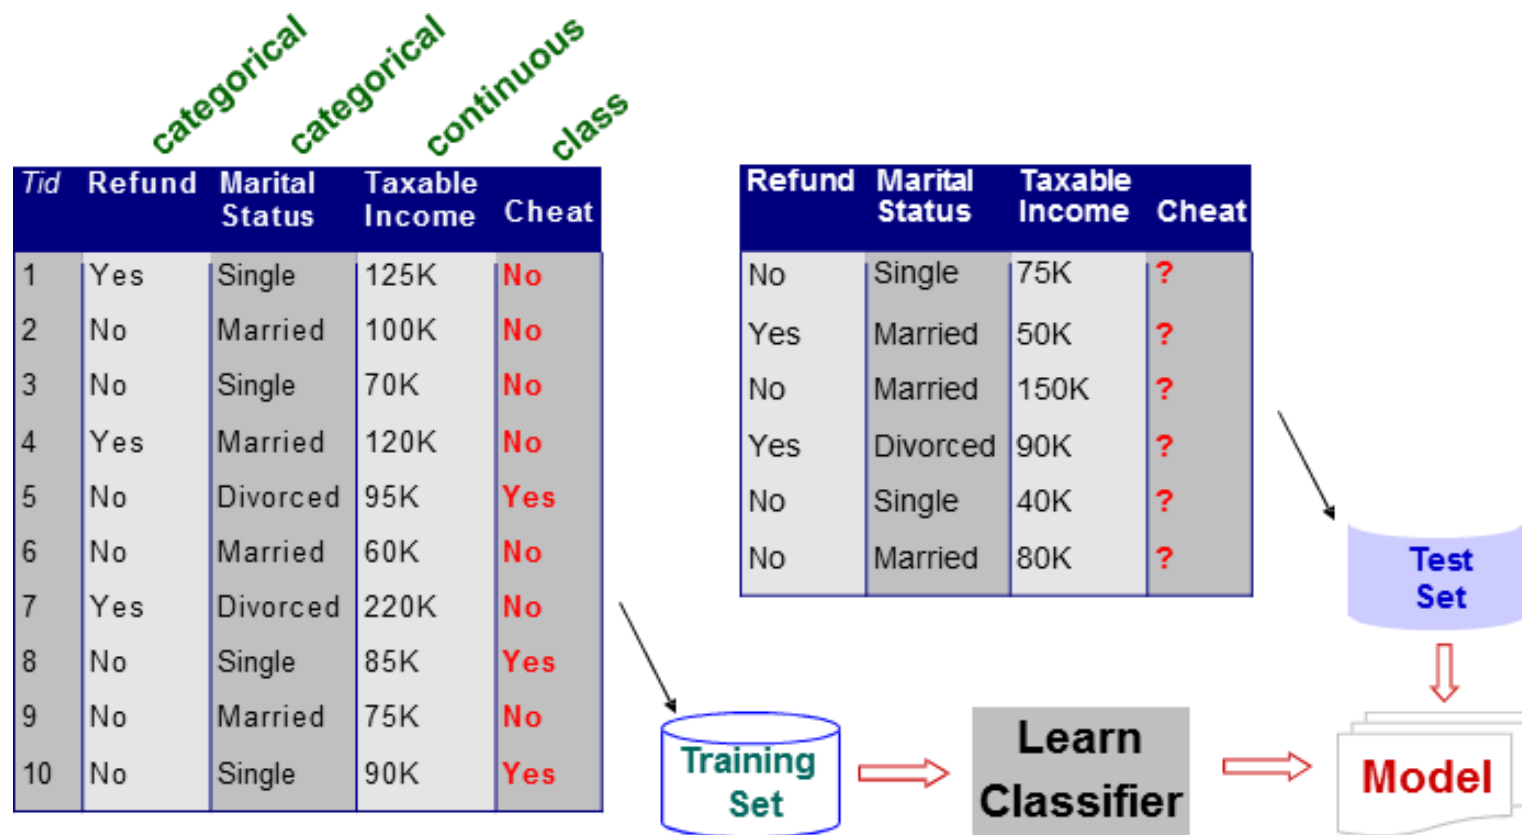 categorical
categorical
continuous
class
Tid Refund Marital Status Taxable Income Cheat
1 Yes Single 125K No
2 No Married 100K No
3 No Single 70K No
4 Yes Married 120K No
5 No Divorced 95K Yes
6 No Married 60K No
7 Yes Divorced 220K No
8 No Single 85K Yes
9 No Married 75K No
10 No Single 90K Yes
Refund Marital Status Taxable Income Cheat
No Single 75K ?
Yes Married 50K ?
No Married 150K ?
Yes Divorced 90K ?
No Single 40K ?
No Married 80K ?
Test
Set
Training
Set
Learn
Classifier
Model